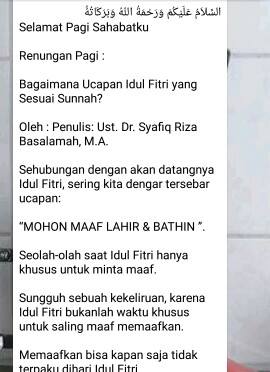 السَّلاَمُ عَلَيْكُمْ وَرَحْمَةُ اللهِ وَبَرَكَاتُهُ
Selamat Pagi Sahabatku
Renungan Pagi :
Bagaimana Ucapan Idul Fitri yang
Sesuai Sunnah?
Oleh : Penulis: Ust. Dr. Syafiq Riza
Basalamah, M.A.
Sehubungan dengan akan datangnya
Idul Fitri, sering kita dengar tersebar
ucapan:
“MOHON MAAF LAHIR & BATHIN ”.
Seolah-olah saat Idul Fitri hanya
khusus untuk minta maaf.
Sungguh sebuah kekeliruan, karena
Idul Fitri bukanlah waktu khusus
untuk saling maaf memaafkan.
Memaafkan bisa kapan saja tidak
terpaku dihari Idul Fitri